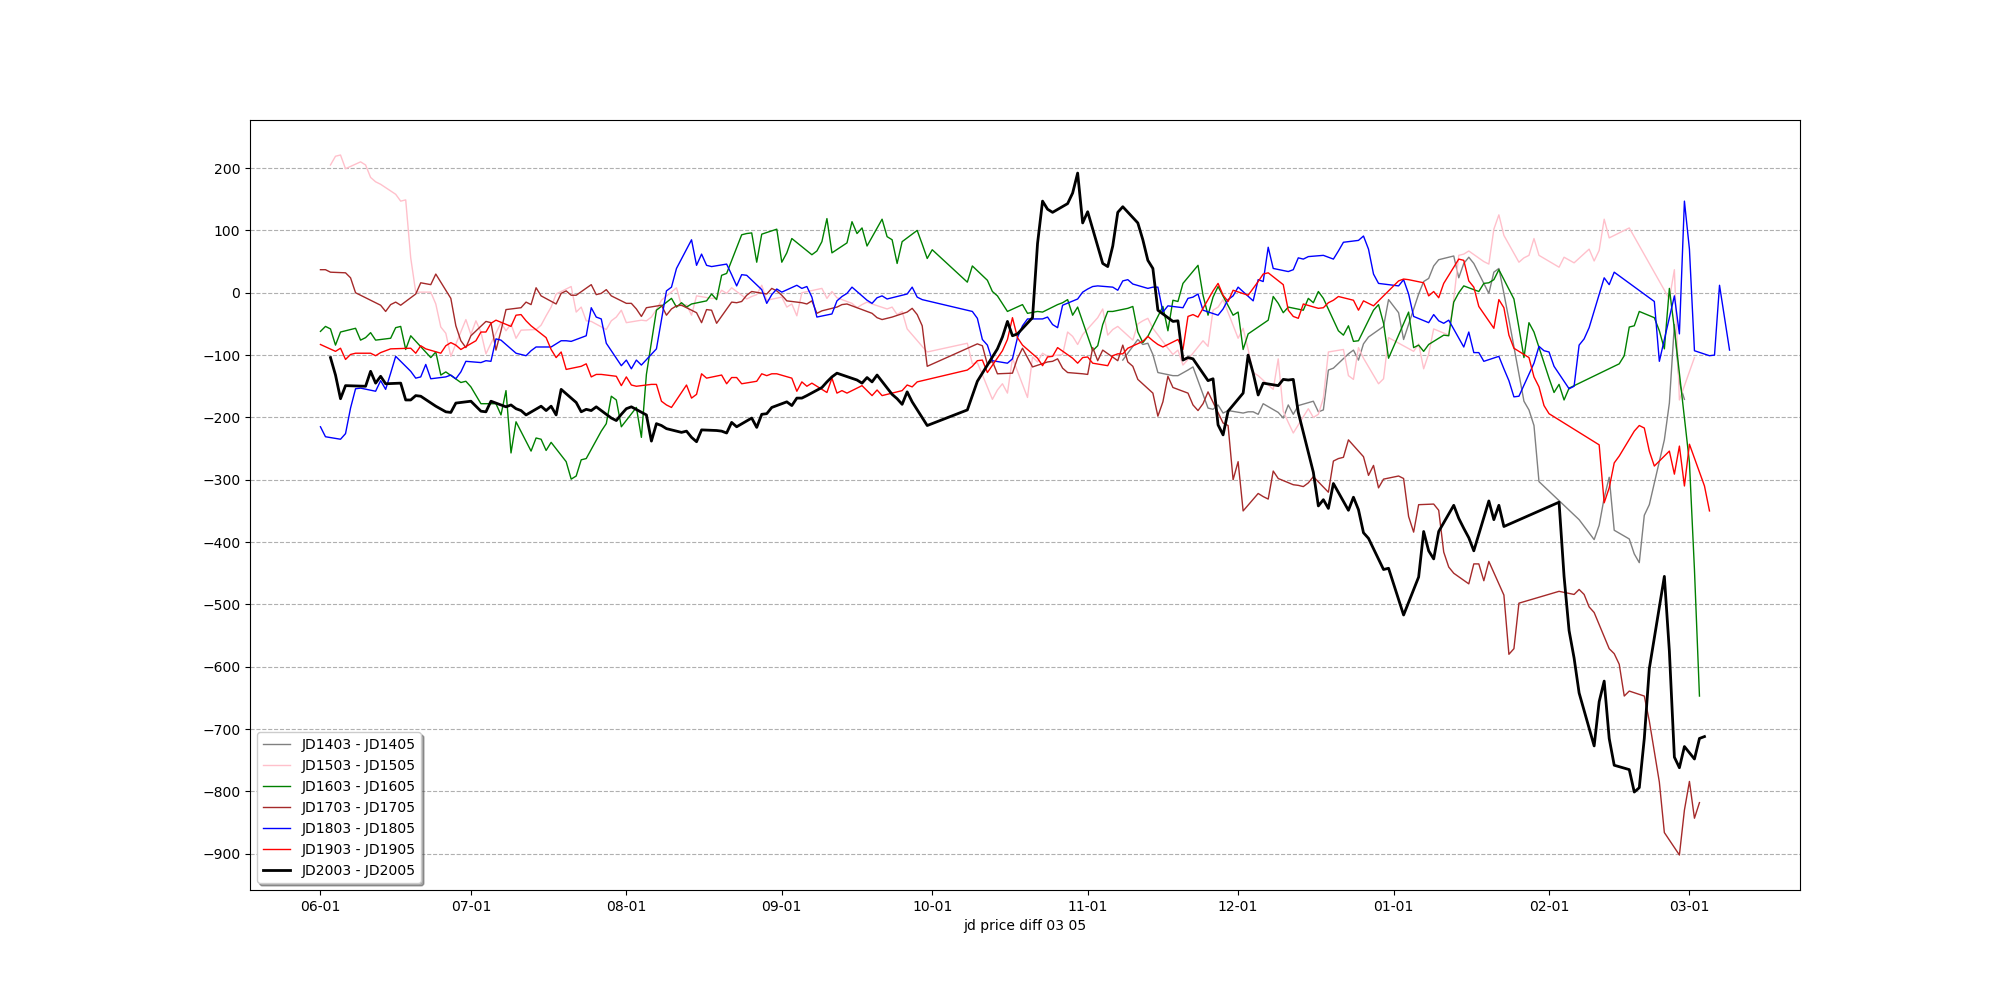 200
100
0
−100
−200
−300
−400
−500
−600
−700
−800
−900
JD1403 - JD1405
JD1503 - JD1505
JD1603 - JD1605
JD1703 - JD1705
JD1803 - JD1805
JD1903 - JD1905
JD2003 - JD2005
06-01 07-01 08-01 09-01 10-01 11-01 12-01 01-01 02-01 03-01
jd price diff 03 05